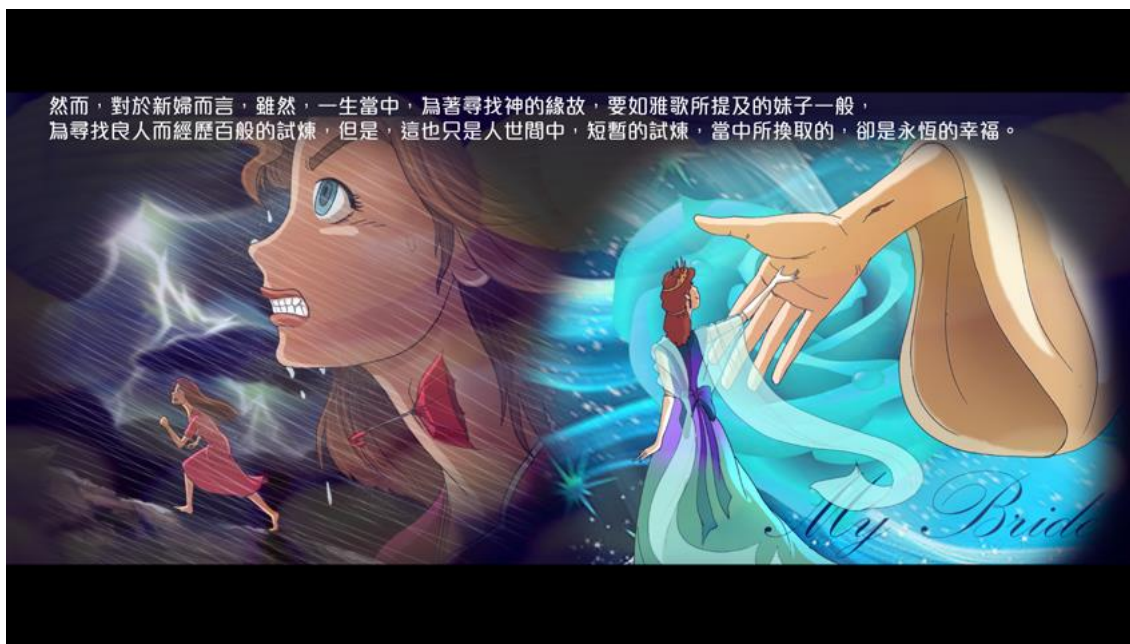 然而，對於新婦而言，雖然，一生當中，為著尋找神的緣故，要如雅歌所提及的妹子一般，
為尋找良人而經歷百般的試煉，但是，這也只是人世間中，短暫的試煉，當中所換取的，卻是永恆的幸福。
My Bride